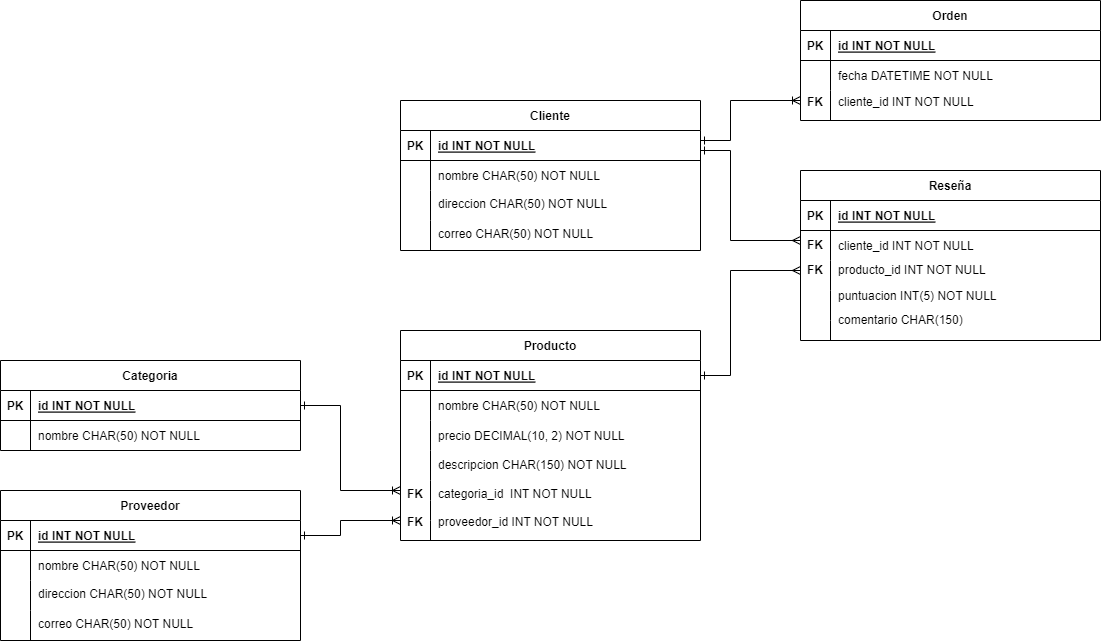 Orden
PK id INT NOT NULL
fecha DATETIME NOT NULL
FK cliente_id INT NOT NULL
Cliente
PK id INT NOT NULL
nombre CHAR(50) NOT NULL
direccion CHAR(50) NOT NULL
correo CHAR(50) NOT NULL
Reseña
PK id INT NOT NULL
FK cliente_id INT NOT NULL
FK producto_id INT NOT NULL
puntuacion INT(5) NOT NULL
comentario CHAR(150)
Producto
PK id INT NOT NULL
nombre CHAR(50) NOT NULL
precio DECIMAL(10, 2) NOT NULL
descripcion CHAR(150) NOT NULL
FK categoria_id  INT NOT NULL
FK proveedor_id INT NOT NULL
Categoria
PK id INT NOT NULL
nombre CHAR(50) NOT NULL
Proveedor
PK id INT NOT NULL
nombre CHAR(50) NOT NULL
direccion CHAR(50) NOT NULL
correo CHAR(50) NOT NULL